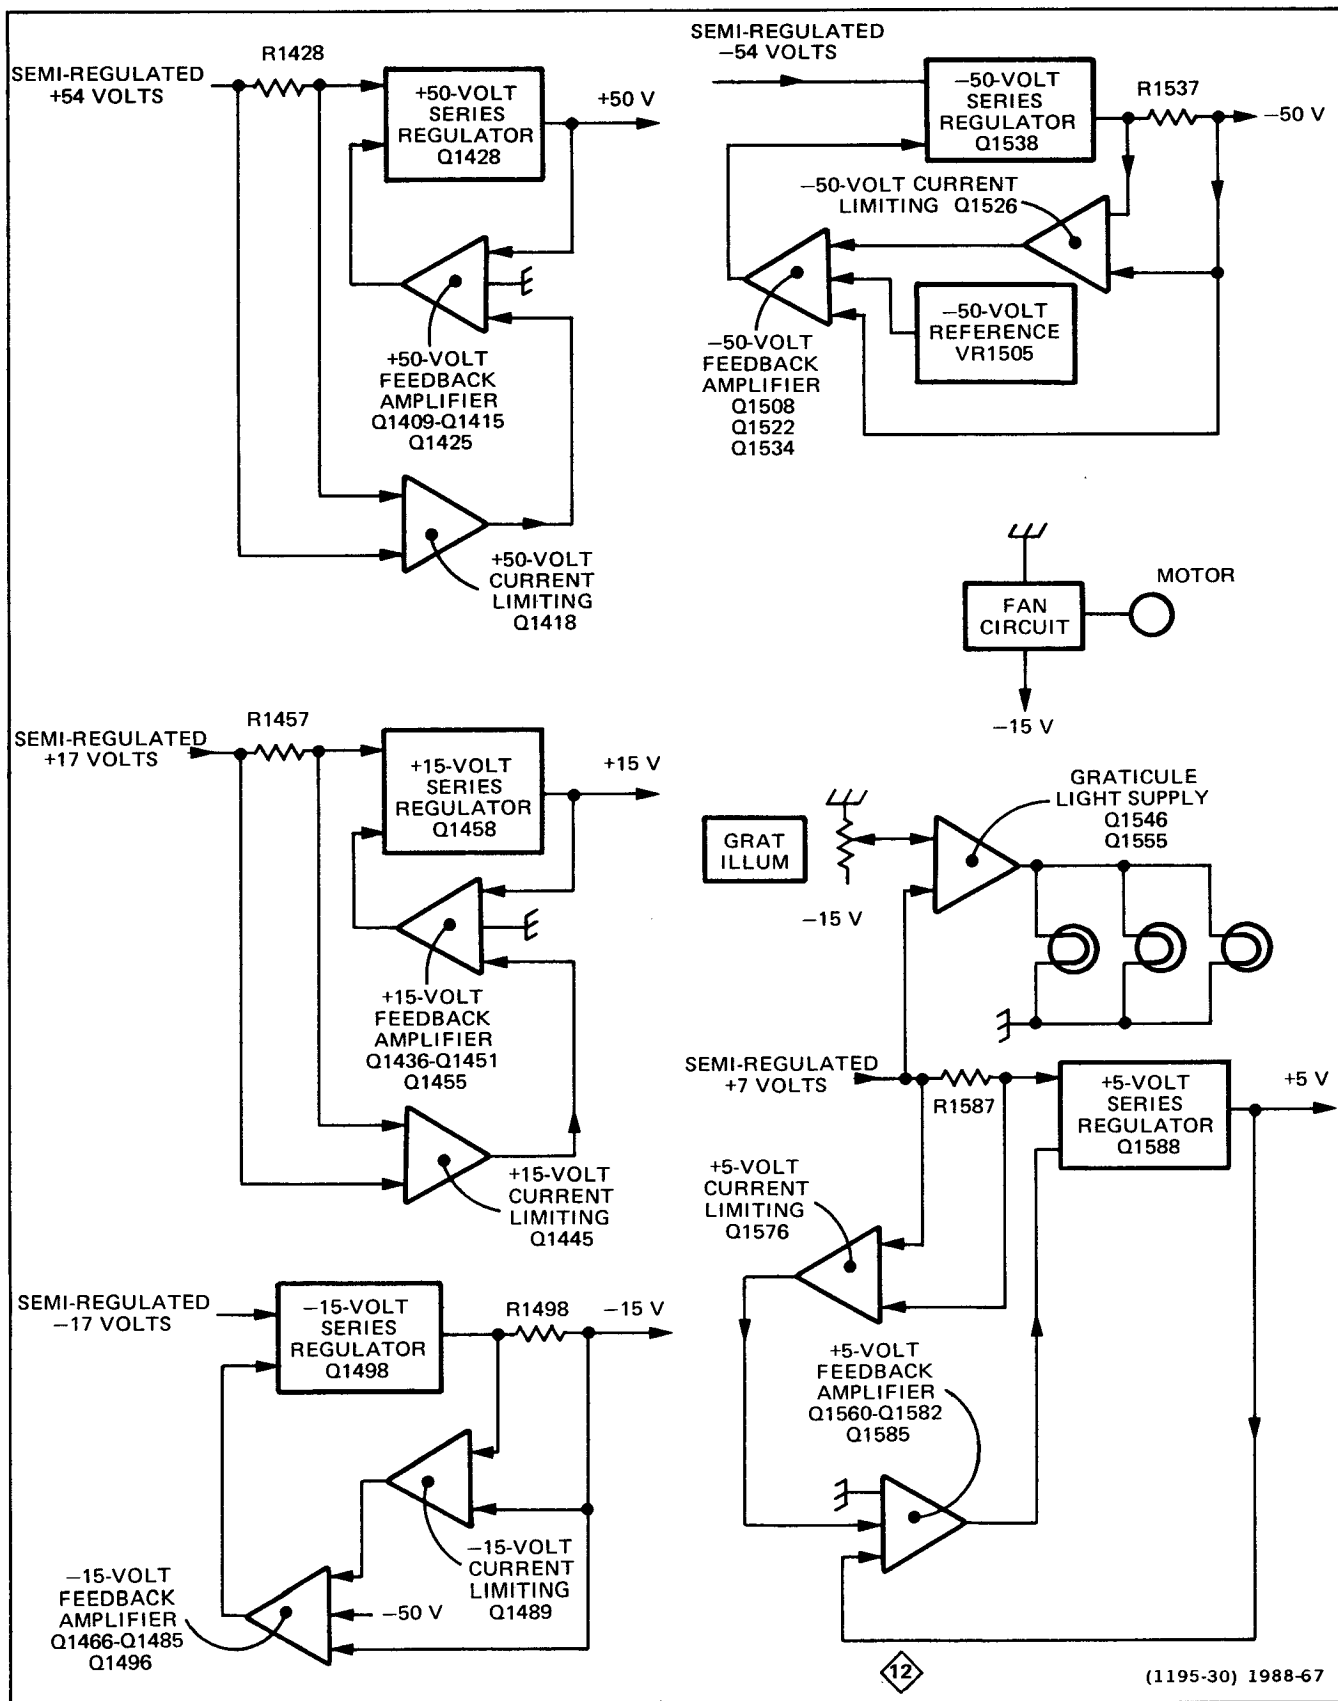 SEMI-REGULATED
+54 VOLTS
R1428
+50-VOLT
SERIES
REGULATOR
Q1428
+50 V
+50-VOLT
FEEDBACK
AMPLIFIER
Q1409-Q1415
Q1425
+50-VOLT
CURRENT
LIMITING
Q1418
SEMI-REGULATED
−54 VOLTS
−50-VOLT
SERIES
REGULATOR
Q1538
R1537
−50 V
−50-VOLT CURRENT
LIMITING Q1526
−50-VOLT
REFERENCE
VR1505
−50-VOLT
FEEDBACK
AMPLIFIER
Q1508
Q1522
Q1534
FAN
CIRCUIT
MOTOR
−15 V
SEMI-REGULATED
+17 VOLTS
R1457
+15-VOLT
SERIES
REGULATOR
Q1458
+15 V
+15-VOLT
FEEDBACK
AMPLIFIER
Q1436-Q1451
Q1455
+15-VOLT
CURRENT
LIMITING
Q1445
GRAT
ILLUM
−15 V
GRATICULE
LIGHT SUPPLY
Q1546
Q1555
SEMI-REGULATED
+7 VOLTS
R1587
+5-VOLT
SERIES
REGULATOR
Q1588
+5 V
+5-VOLT
CURRENT
LIMITING
Q1576
+5-VOLT
FEEDBACK
AMPLIFIER
Q1560-Q1582
Q1585
SEMI-REGULATED
−17 VOLTS
−15-VOLT
SERIES
REGULATOR
Q1498
R1498
−15 V
−15-VOLT
CURRENT
LIMITING
Q1489
−15-VOLT
FEEDBACK
AMPLIFIER
Q1466-Q1485
Q1496
−50 V
12
(1195-30) 1988-67